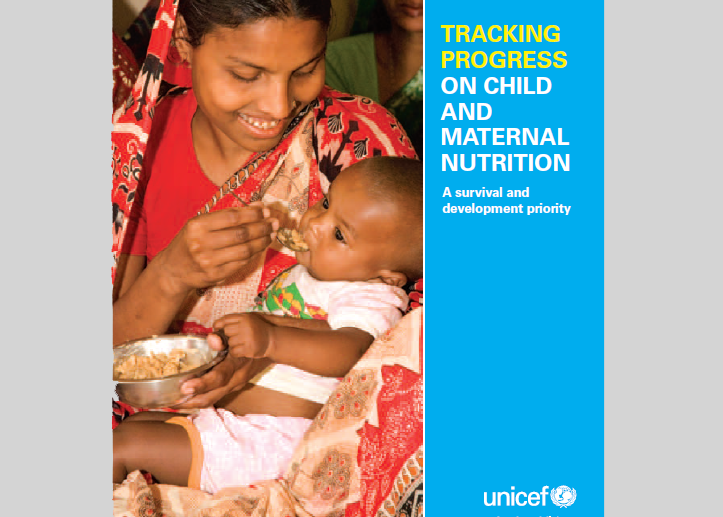 TRACKING
PROGRESS
ON CHILD
AND
MATERNAL
NUTRITION
A survival and
development priority
unicef